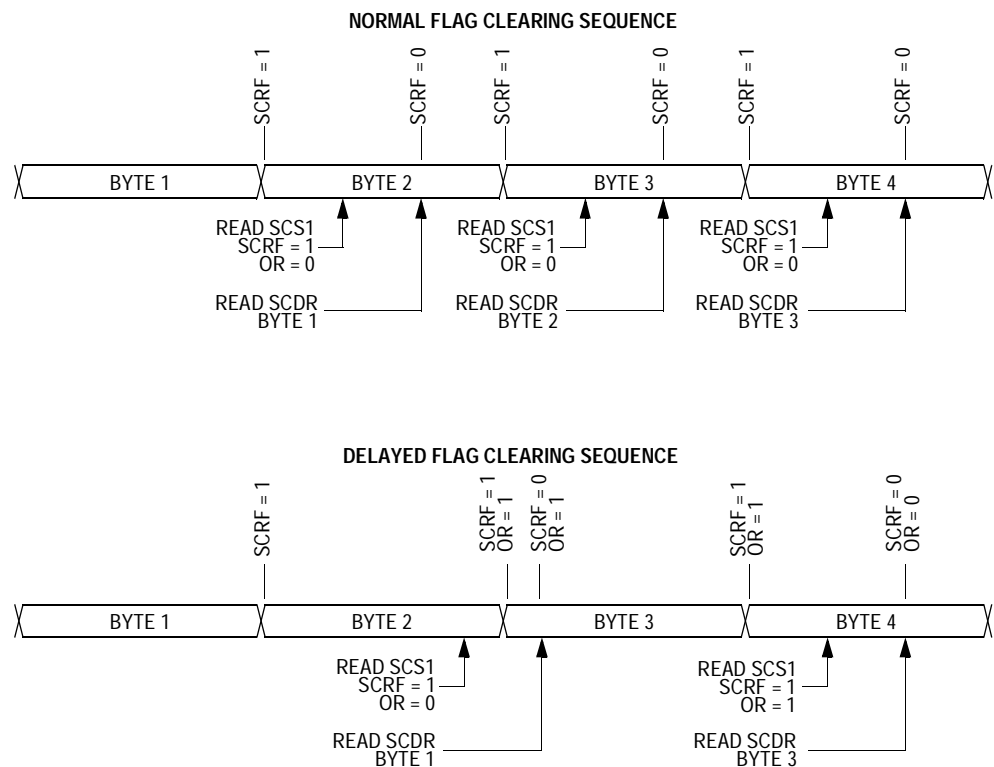 NORMAL FLAG CLEARING SEQUENCE
SCRF = 1
SCRF = 0
SCRF = 1
SCRF = 0
SCRF = 1
SCRF = 0
BYTE 1
BYTE 2
BYTE 3
BYTE 4
READ SCS1
SCRF = 1
OR = 0
READ SCS1
SCRF = 1
OR = 0
READ SCS1
SCRF = 1
OR = 0
READ SCDR
BYTE 1
READ SCDR
BYTE 2
READ SCDR
BYTE 3
DELAYED FLAG CLEARING SEQUENCE
SCRF = 1
SCRF = 1
OR = 1
SCRF = 0
OR = 1
SCRF = 1
OR = 1
SCRF = 0
OR = 0
BYTE 1
BYTE 2
BYTE 3
BYTE 4
READ SCS1
SCRF = 1
OR = 0
READ SCS1
SCRF = 1
OR = 1
READ SCDR
BYTE 1
READ SCDR
BYTE 3